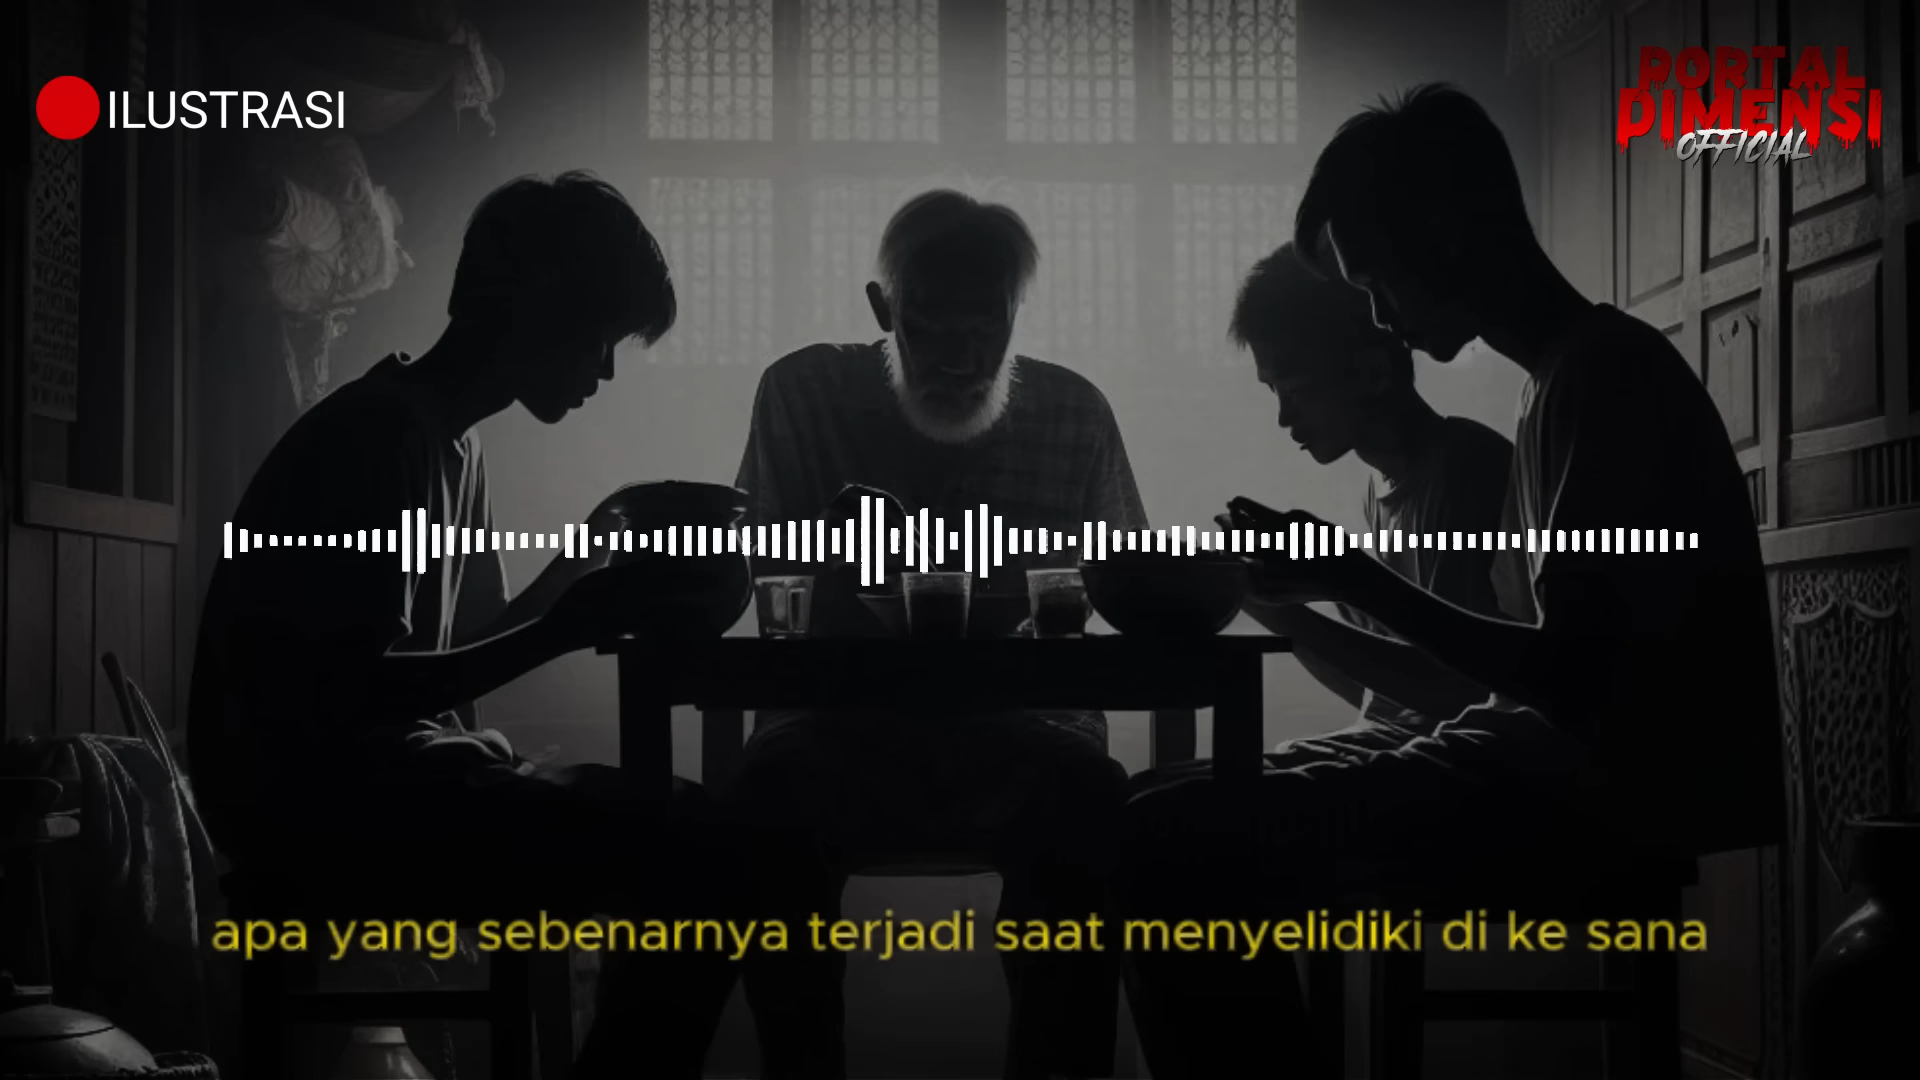 ILUSTRASI
PORTAL
DIMENSI
OFFICIAL
apa yang sebenarnya terjadi saat menyelidiki di ke sana